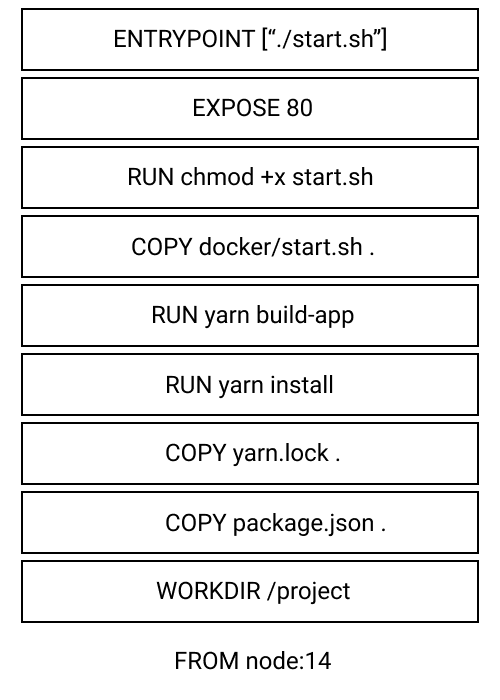 ENTRYPOINT [“./start.sh”]
EXPOSE 80
RUN chmod +x start.sh
COPY docker/start.sh .
RUN yarn build-app
RUN yarn install
COPY yarn.lock .
COPY package.json .
WORKDIR /project
FROM node:14